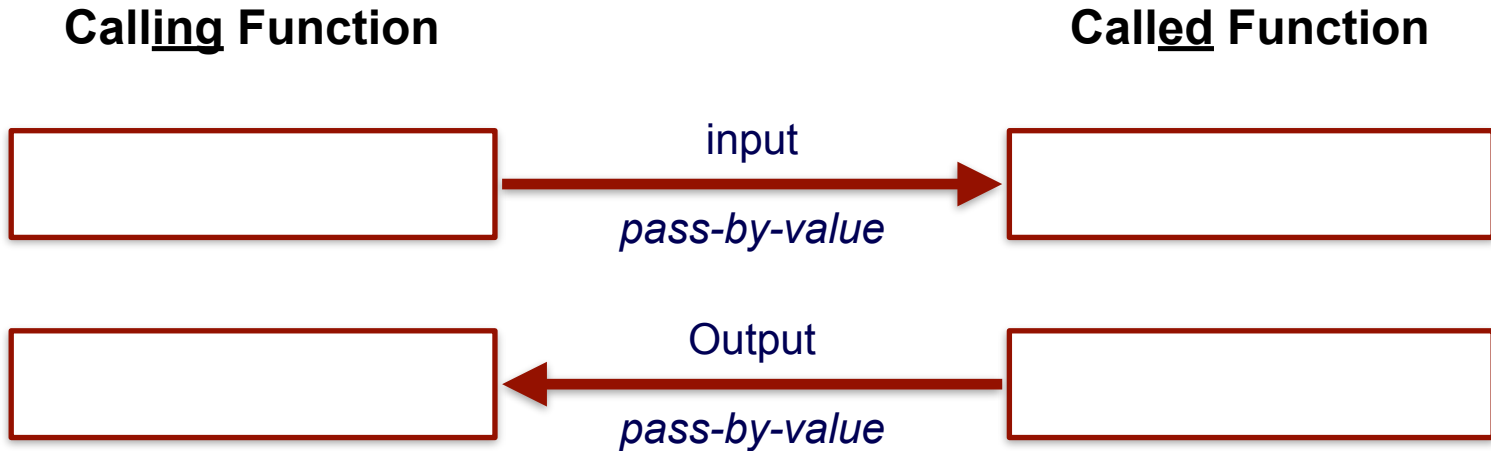 Calling Function
Called Function
input
pass-by-value
Output
pass-by-value